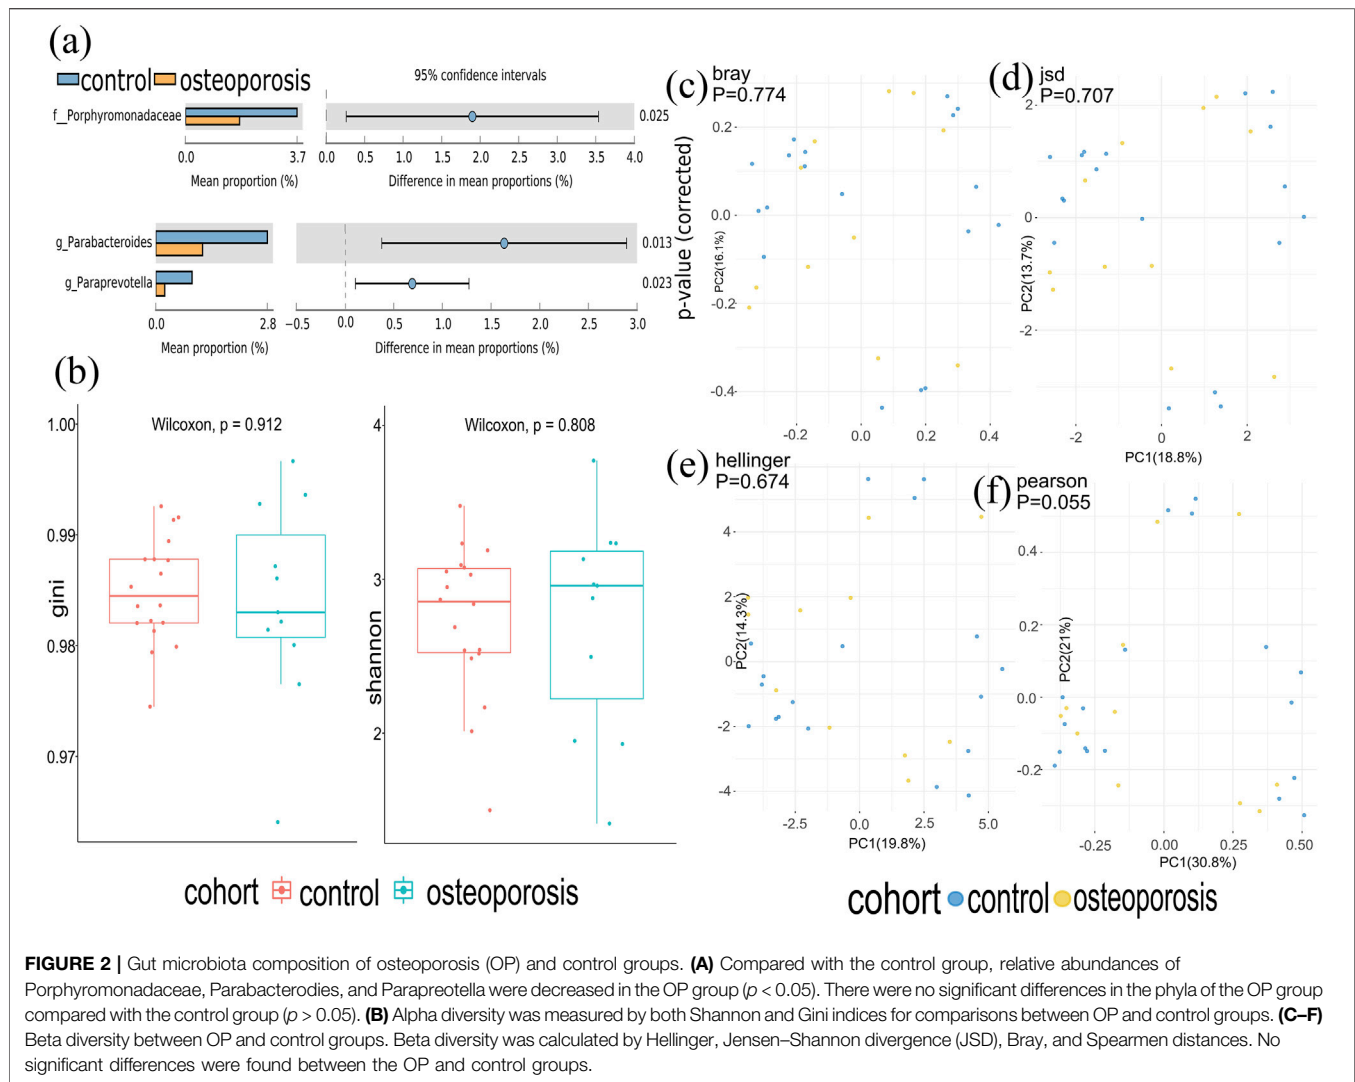 (a)
control osteoporosis
95% confidence intervals
f__Porphyromonadaceae
0.025
0.0 3.7
0.0 0.5 1.0 1.5 2.0 2.5 3.0 3.5 4.0
Mean proportion (%)
Difference in mean proportions (%)
g_Parabacteroides
0.013
g_Paraprevotella
0.023
0.0 2.8
−0.5 0.0 0.5 1.0 1.5 2.0 2.5 3.0
Mean proportion (%)
Difference in mean proportions (%)
p-value (corrected)
(b)
Wilcoxon, p = 0.912
1.00
0.99
0.98
0.97
gini
Wilcoxon, p = 0.808
4
3
2
shannon
cohort control osteoporosis
(c)
bray
P=0.774
0.2
0.0
-0.2
-0.4
PC2(16.1%)
-0.2 0.0 0.2 0.4
(d)
jsd
P=0.707
2
0
-2
PC2(13.7%)
-2 0 2
PC1(18.8%)
(e)
hellinger
P=0.674
4
2
0
-2
-4
PC2(14.3%)
-2.5 0.0 2.5 5.0
PC1(19.8%)
(f)
pearson
P=0.055
0.4
0.2
0.0
-0.2
PC2(21%)
-0.25 0.00 0.25 0.50
PC1(30.8%)
cohort control osteoporosis
FIGURE 2 | Gut microbiota composition of osteoporosis (OP) and control groups. (A) Compared with the control group, relative abundances of
Porphyromonadaceae, Parabacterodies, and Parapreotella were decreased in the OP group (p < 0.05). There were no significant differences in the phyla of the OP group
compared with the control group (p > 0.05). (B) Alpha diversity was measured by both Shannon and Gini indices for comparisons between OP and control groups. (C–F)
Beta diversity between OP and control groups. Beta diversity was calculated by Hellinger, Jensen–Shannon divergence (JSD), Bray, and Spearmen distances. No
significant differences were found between the OP and control groups.